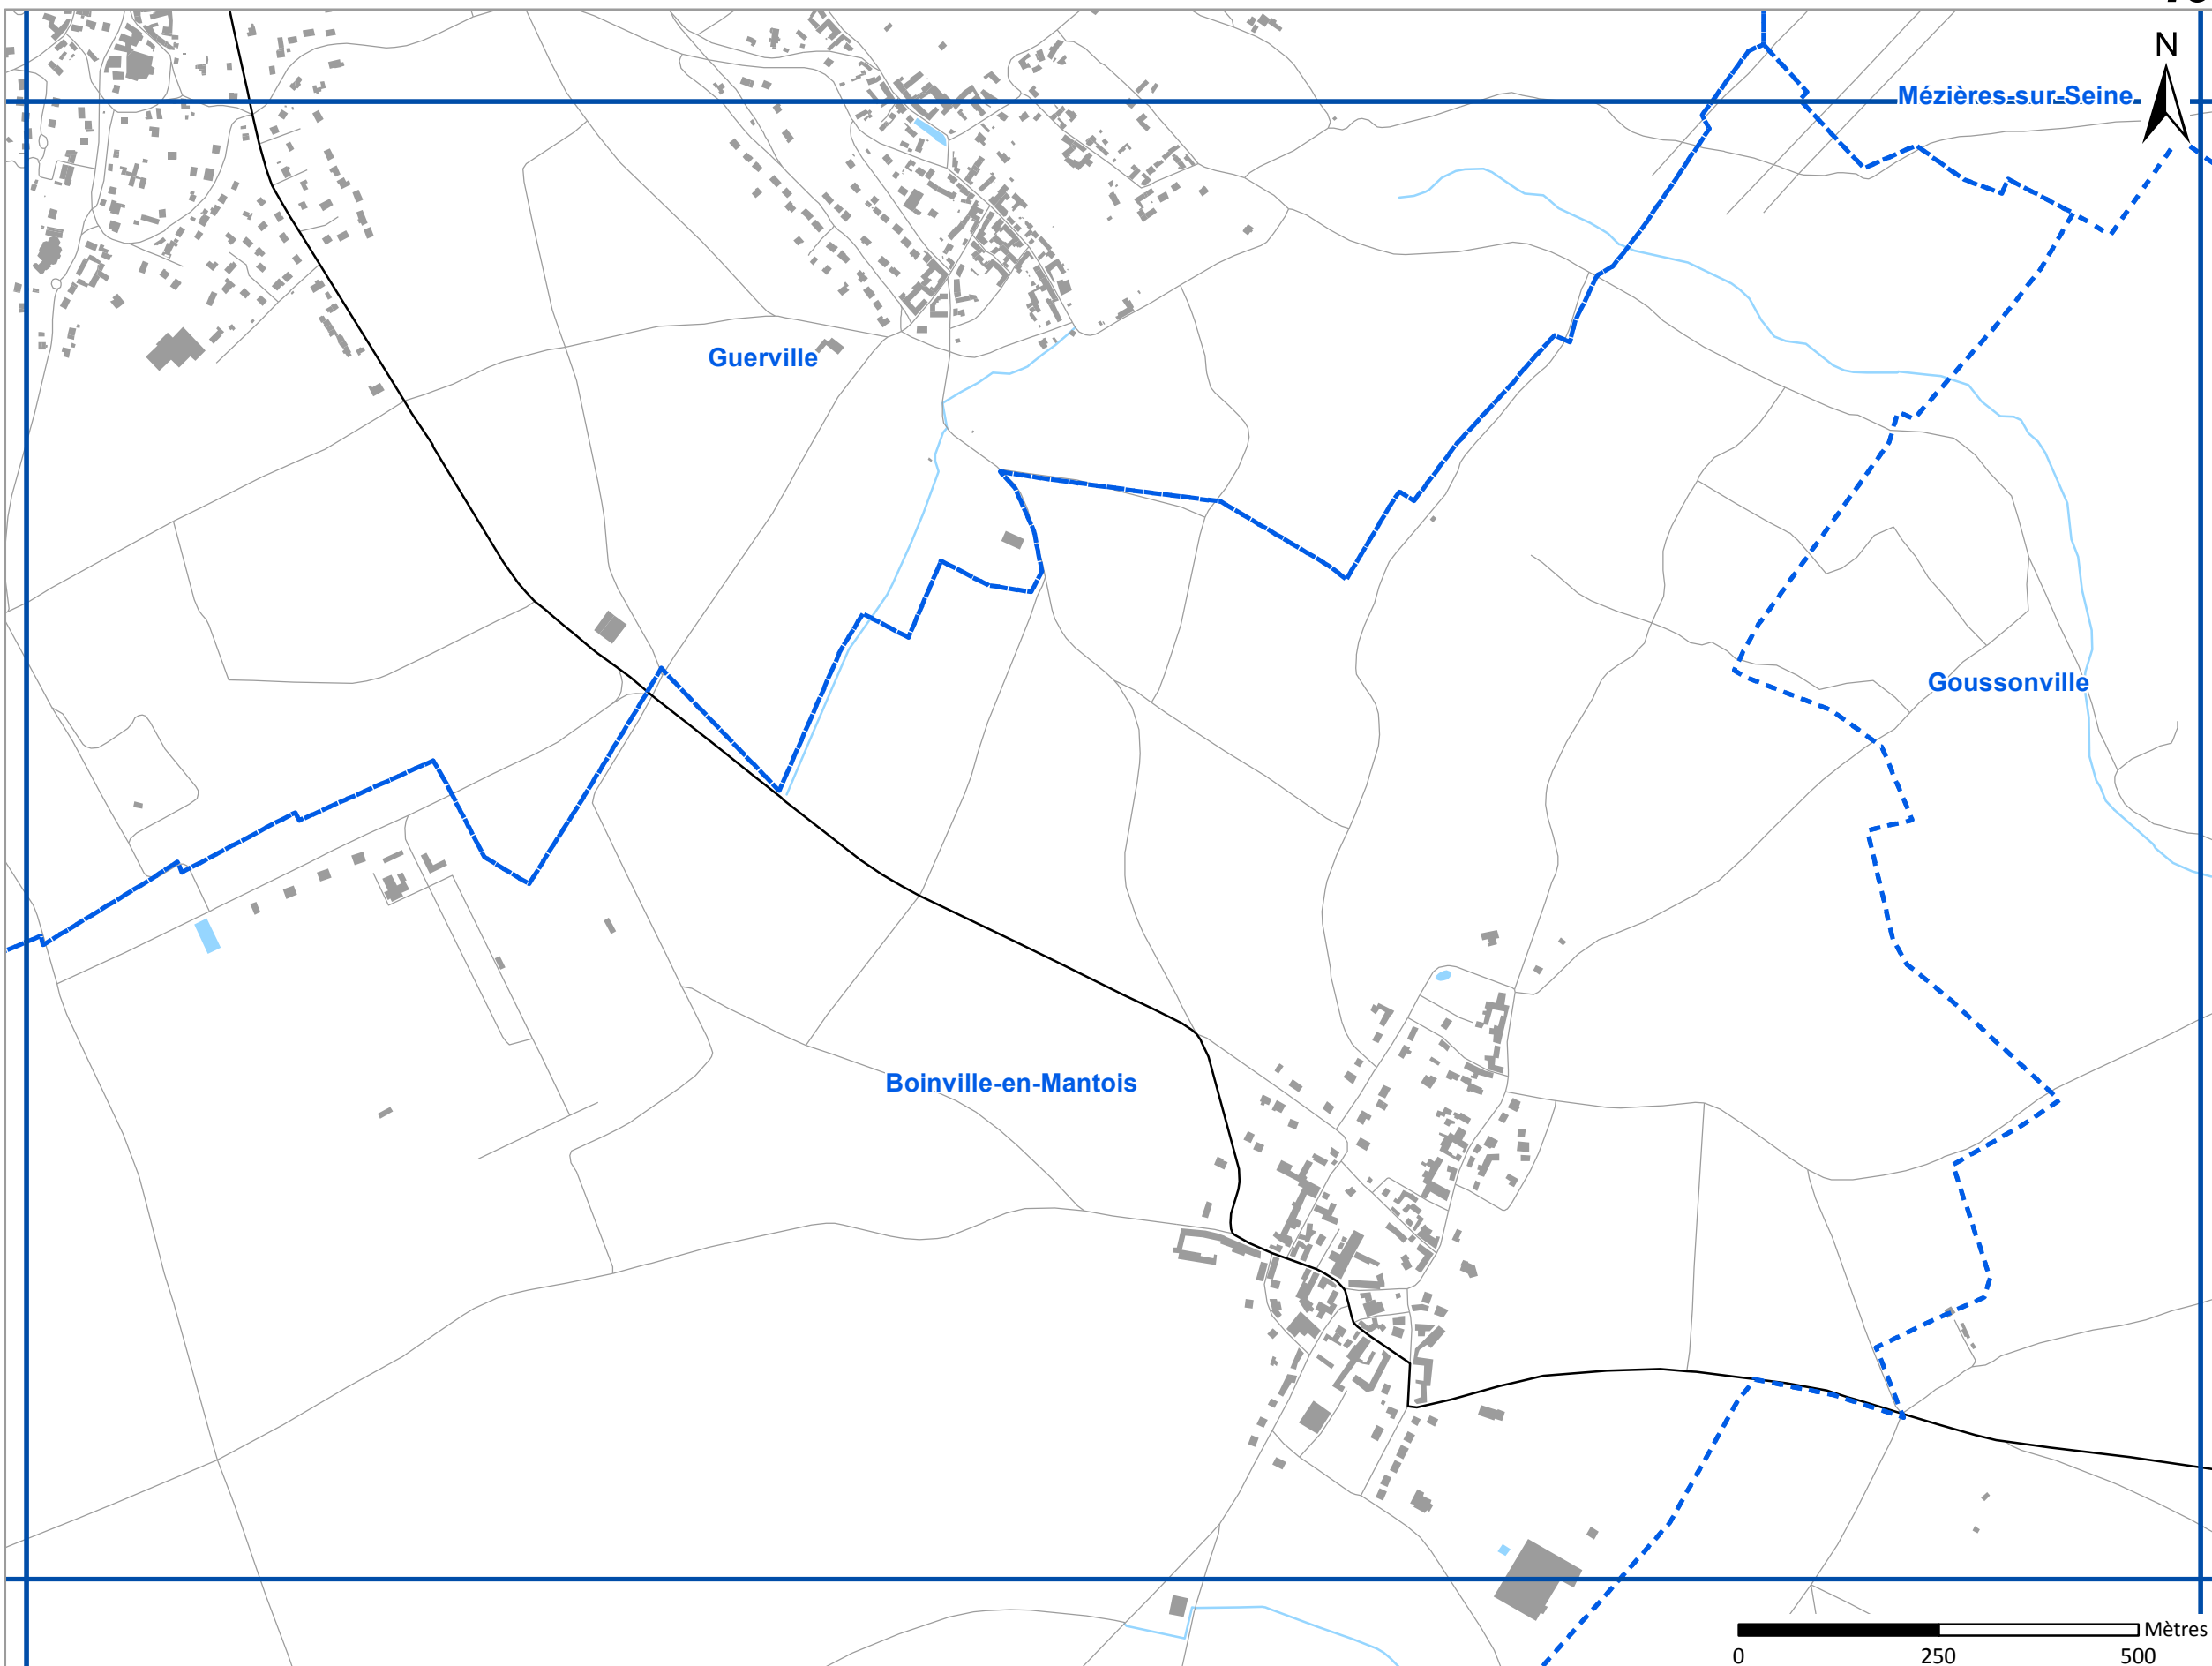 N
Mézières-sur-Seine
Guerville
Goussonville
Boinville-en-Mantois
Mètres
0 250 500